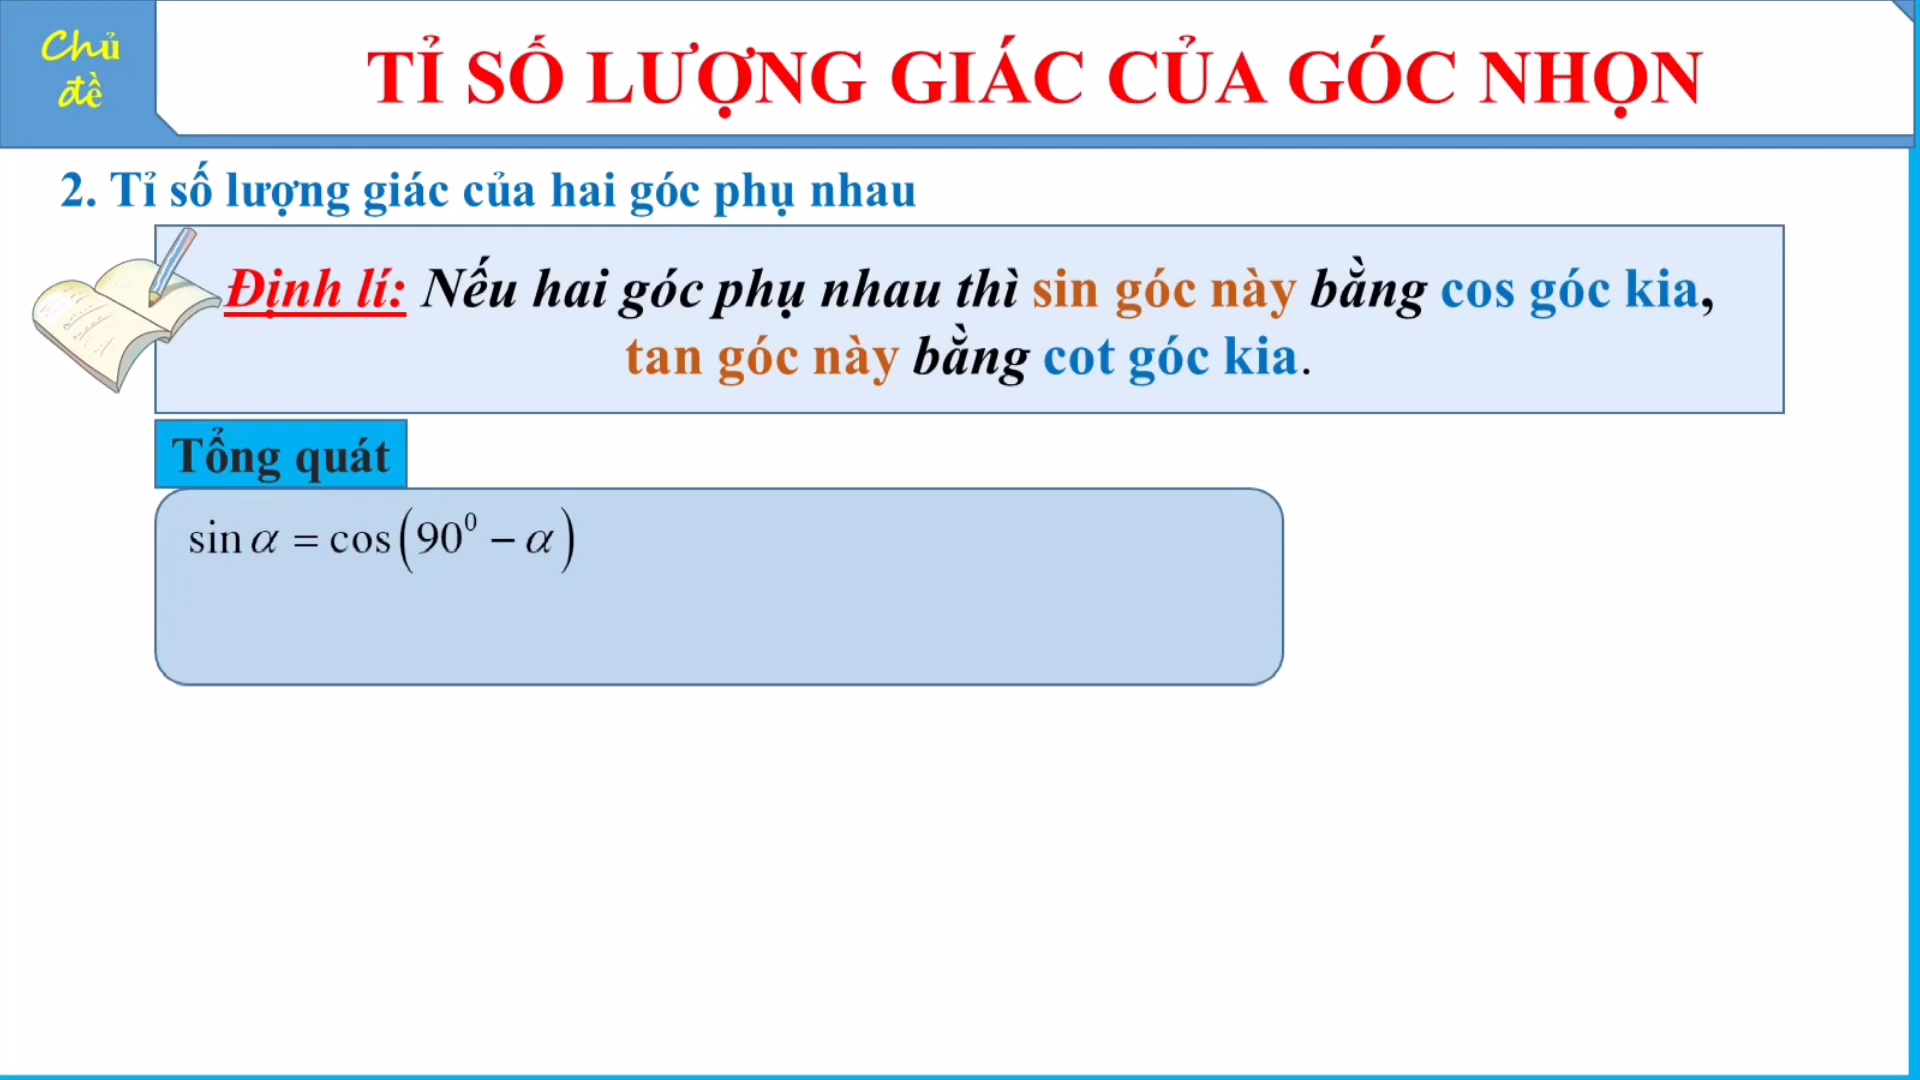 Chủ
đề
TỈ SỐ LƯỢNG GIÁC CỦA GÓC NHỌN
2. Tỉ số lượng giác của hai góc phụ nhau
Định lí: Nếu hai góc phụ nhau thì sin góc này bằng cos góc kia,
tan góc này bằng cot góc kia.
Tổng quát
sin α = cos(90⁰ − α)